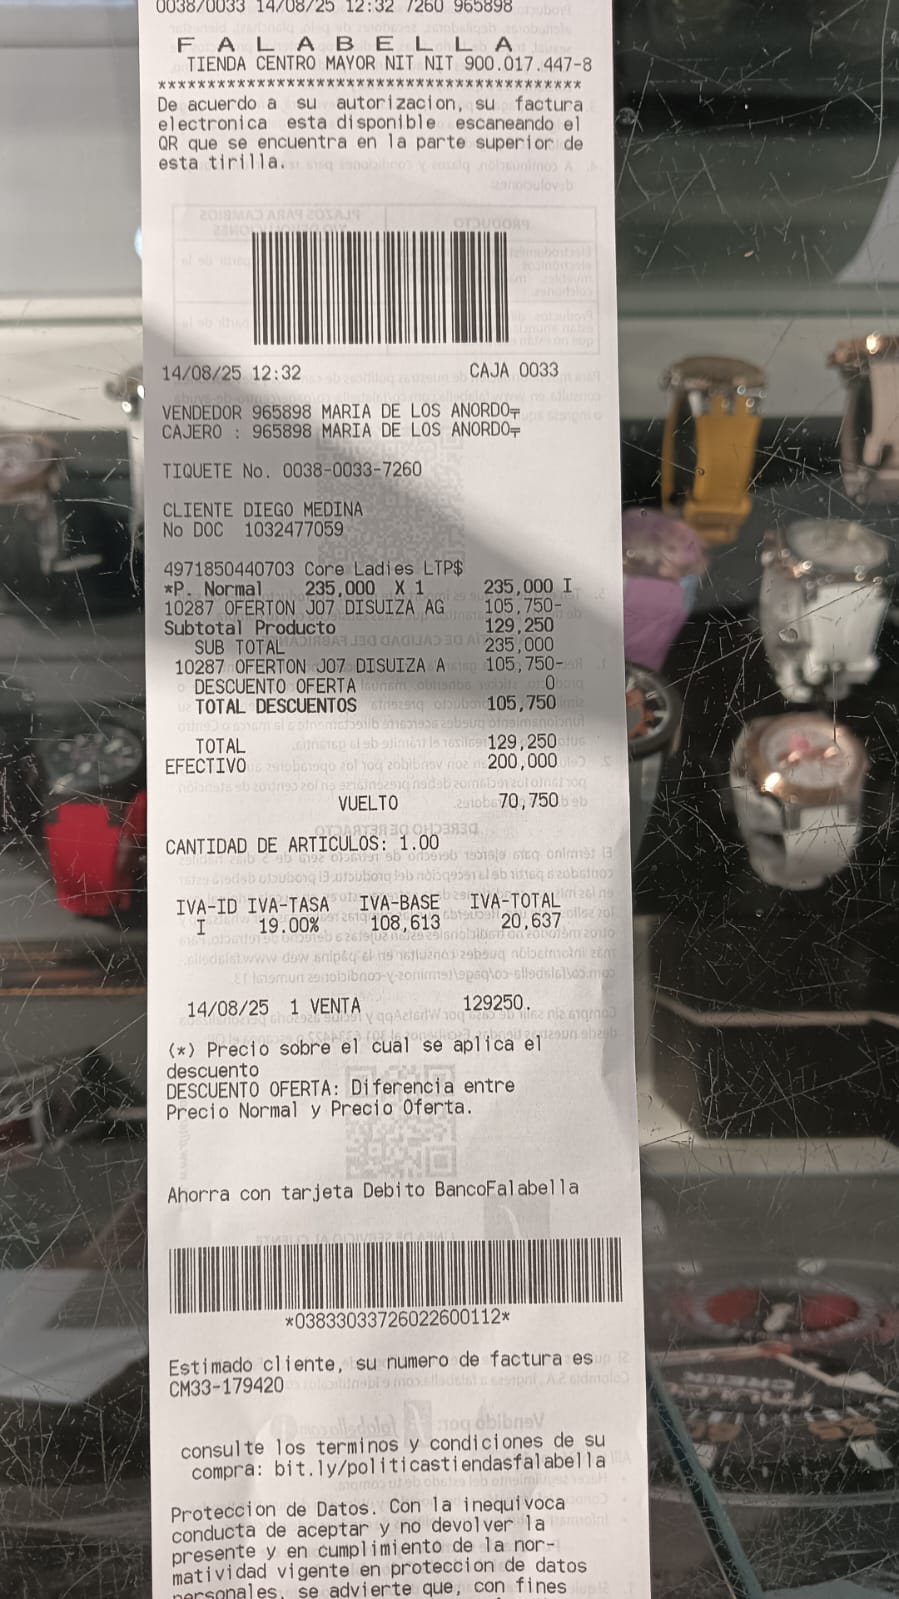 0038/0033 14/08/25 12:32 7260 965898
F A L A B E L L A
TIENDA CENTRO MAYOR NIT NIT 900.017.447-8
******************************************
De acuerdo a su autorizacion, su factura
electronica esta disponible escaneando el
QR que se encuentra en la parte superior de
esta tirilla.
14/08/25 12:32 CAJA 0033
VENDEDOR 965898 MARIA DE LOS ANORDO
CAJERO : 965898 MARIA DE LOS ANORDO
TIQUETE No. 0038-0033-7260
CLIENTE DIEGO MEDINA
No DOC 1032477059
4971850440703 Core Ladies LTP$
*P. Normal 235,000 X 1 235,000 I
10287 OFERTON J07 DISUIZA AG 105,750-
Subtotal Producto 129,250
SUB TOTAL 235,000
10287 OFERTON J07 DISUIZA A 105,750-
DESCUENTO OFERTA 0
TOTAL DESCUENTOS 105,750
TOTAL 129,250
EFECTIVO 200,000
VUELTO 70,750
CANTIDAD DE ARTICULOS: 1.00
IVA-ID IVA-TASA IVA-BASE IVA-TOTAL
I 19.00% 108,613 20,637
14/08/25 1 VENTA 129250.
(*) Precio sobre el cual se aplica el
descuento
DESCUENTO OFERTA: Diferencia entre
Precio Normal y Precio Oferta.
Ahorra con tarjeta Debito BancoFalabella
*03833033726022600112*
Estimado cliente, su numero de factura es
CM33-179420
consulte los terminos y condiciones de su
compra: bit.ly/politicastiendasfalabella
Proteccion de Datos. Con la inequivoca
conducta de aceptar y no devolver la
presente y en cumplimiento de la nor-
matividad vigente en proteccion de datos
personales, se advierte que, con fines